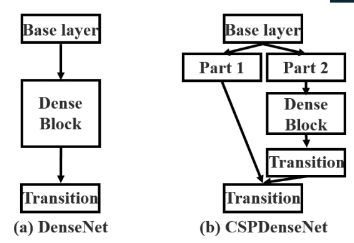 Base layer
Dense
Block
Transition
(a) DenseNet
Base layer
Part 1
Part 2
Dense
Block
Transition
Transition
(b) CSPDenseNet